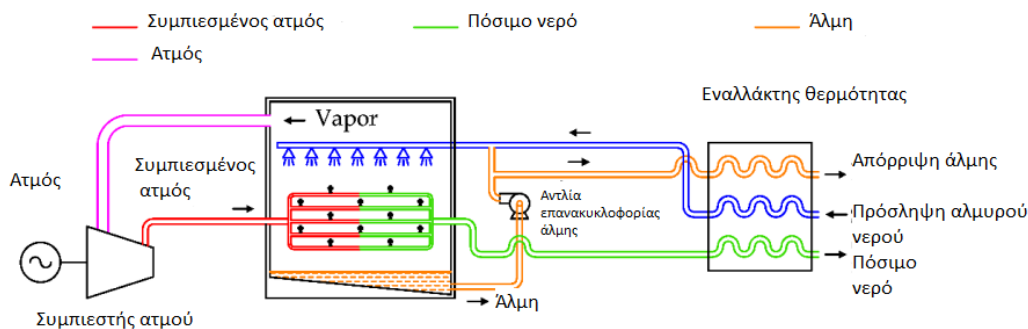 Συμπιεσμένος ατμός
Πόσιμο νερό
Άλμη
Ατμός
Εναλλάκτης θερμότητας
Vapor
Συμπιεσμένος
ατμός
Ατμός
Αντλία
επανακυκλοφορίας
άλμης
Απόρριψη άλμης
Πρόσληψη αλμυρού
νερού
Πόσιμο
νερό
Άλμη
Συμπιεστής ατμού